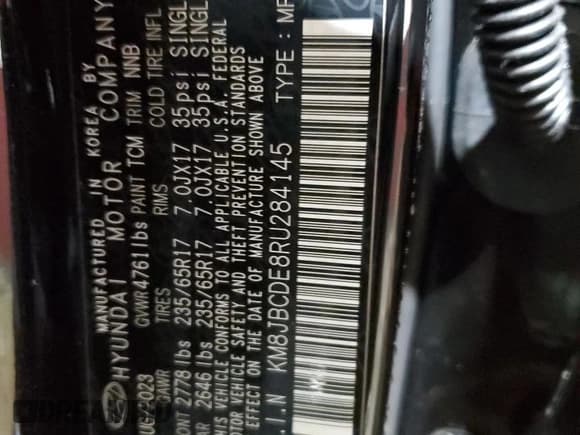 MANUFACTURED IN KOREA BY
HYUNDAI MOTOR COMPANY
GVWR 4761lbs PAINT TCM TRIM NNB
TIRES RIMS COLD TIRE INFL
2778 lbs 235/65R17 7.0JX17 35psi SINGL
2646 lbs 235/65R17 7.0JX17 35psi SINGL
THIS VEHICLE CONFORMS TO ALL APPLICABLE U.S.A. FEDERAL
MOTOR VEHICLE SAFETY AND THEFT PREVENTION STANDARDS
EFFECT ON THE DATE OF MANUFACTURE SHOWN ABOVE
.I.N KM8JBCDE8RU284145 TYPE : MP